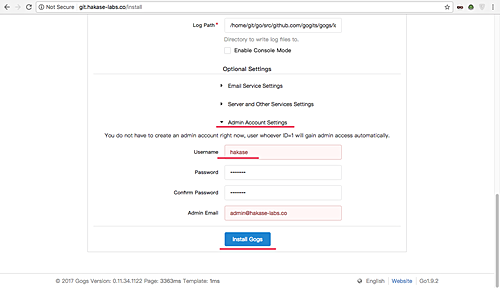 Not Secure git.hakase-labs.co/install
Log Path * /home/git/go/src/github.com/gogits/gogs/
Directory to write log files to.
Enable Console Mode
Optional Settings
Email Service Settings
Server and Other Services Settings
Admin Account Settings
You do not have to create an admin account right now, user whoever ID=1 will gain admin access automatically.
Username hakase
Password •••••••
Confirm Password •••••••
Admin Email admin@hakase-labs.co
Install Gogs
© 2017 Gogs Version: 0.11.34.1122 Page: 3363ms Template: 1ms English Website Go1.9.2